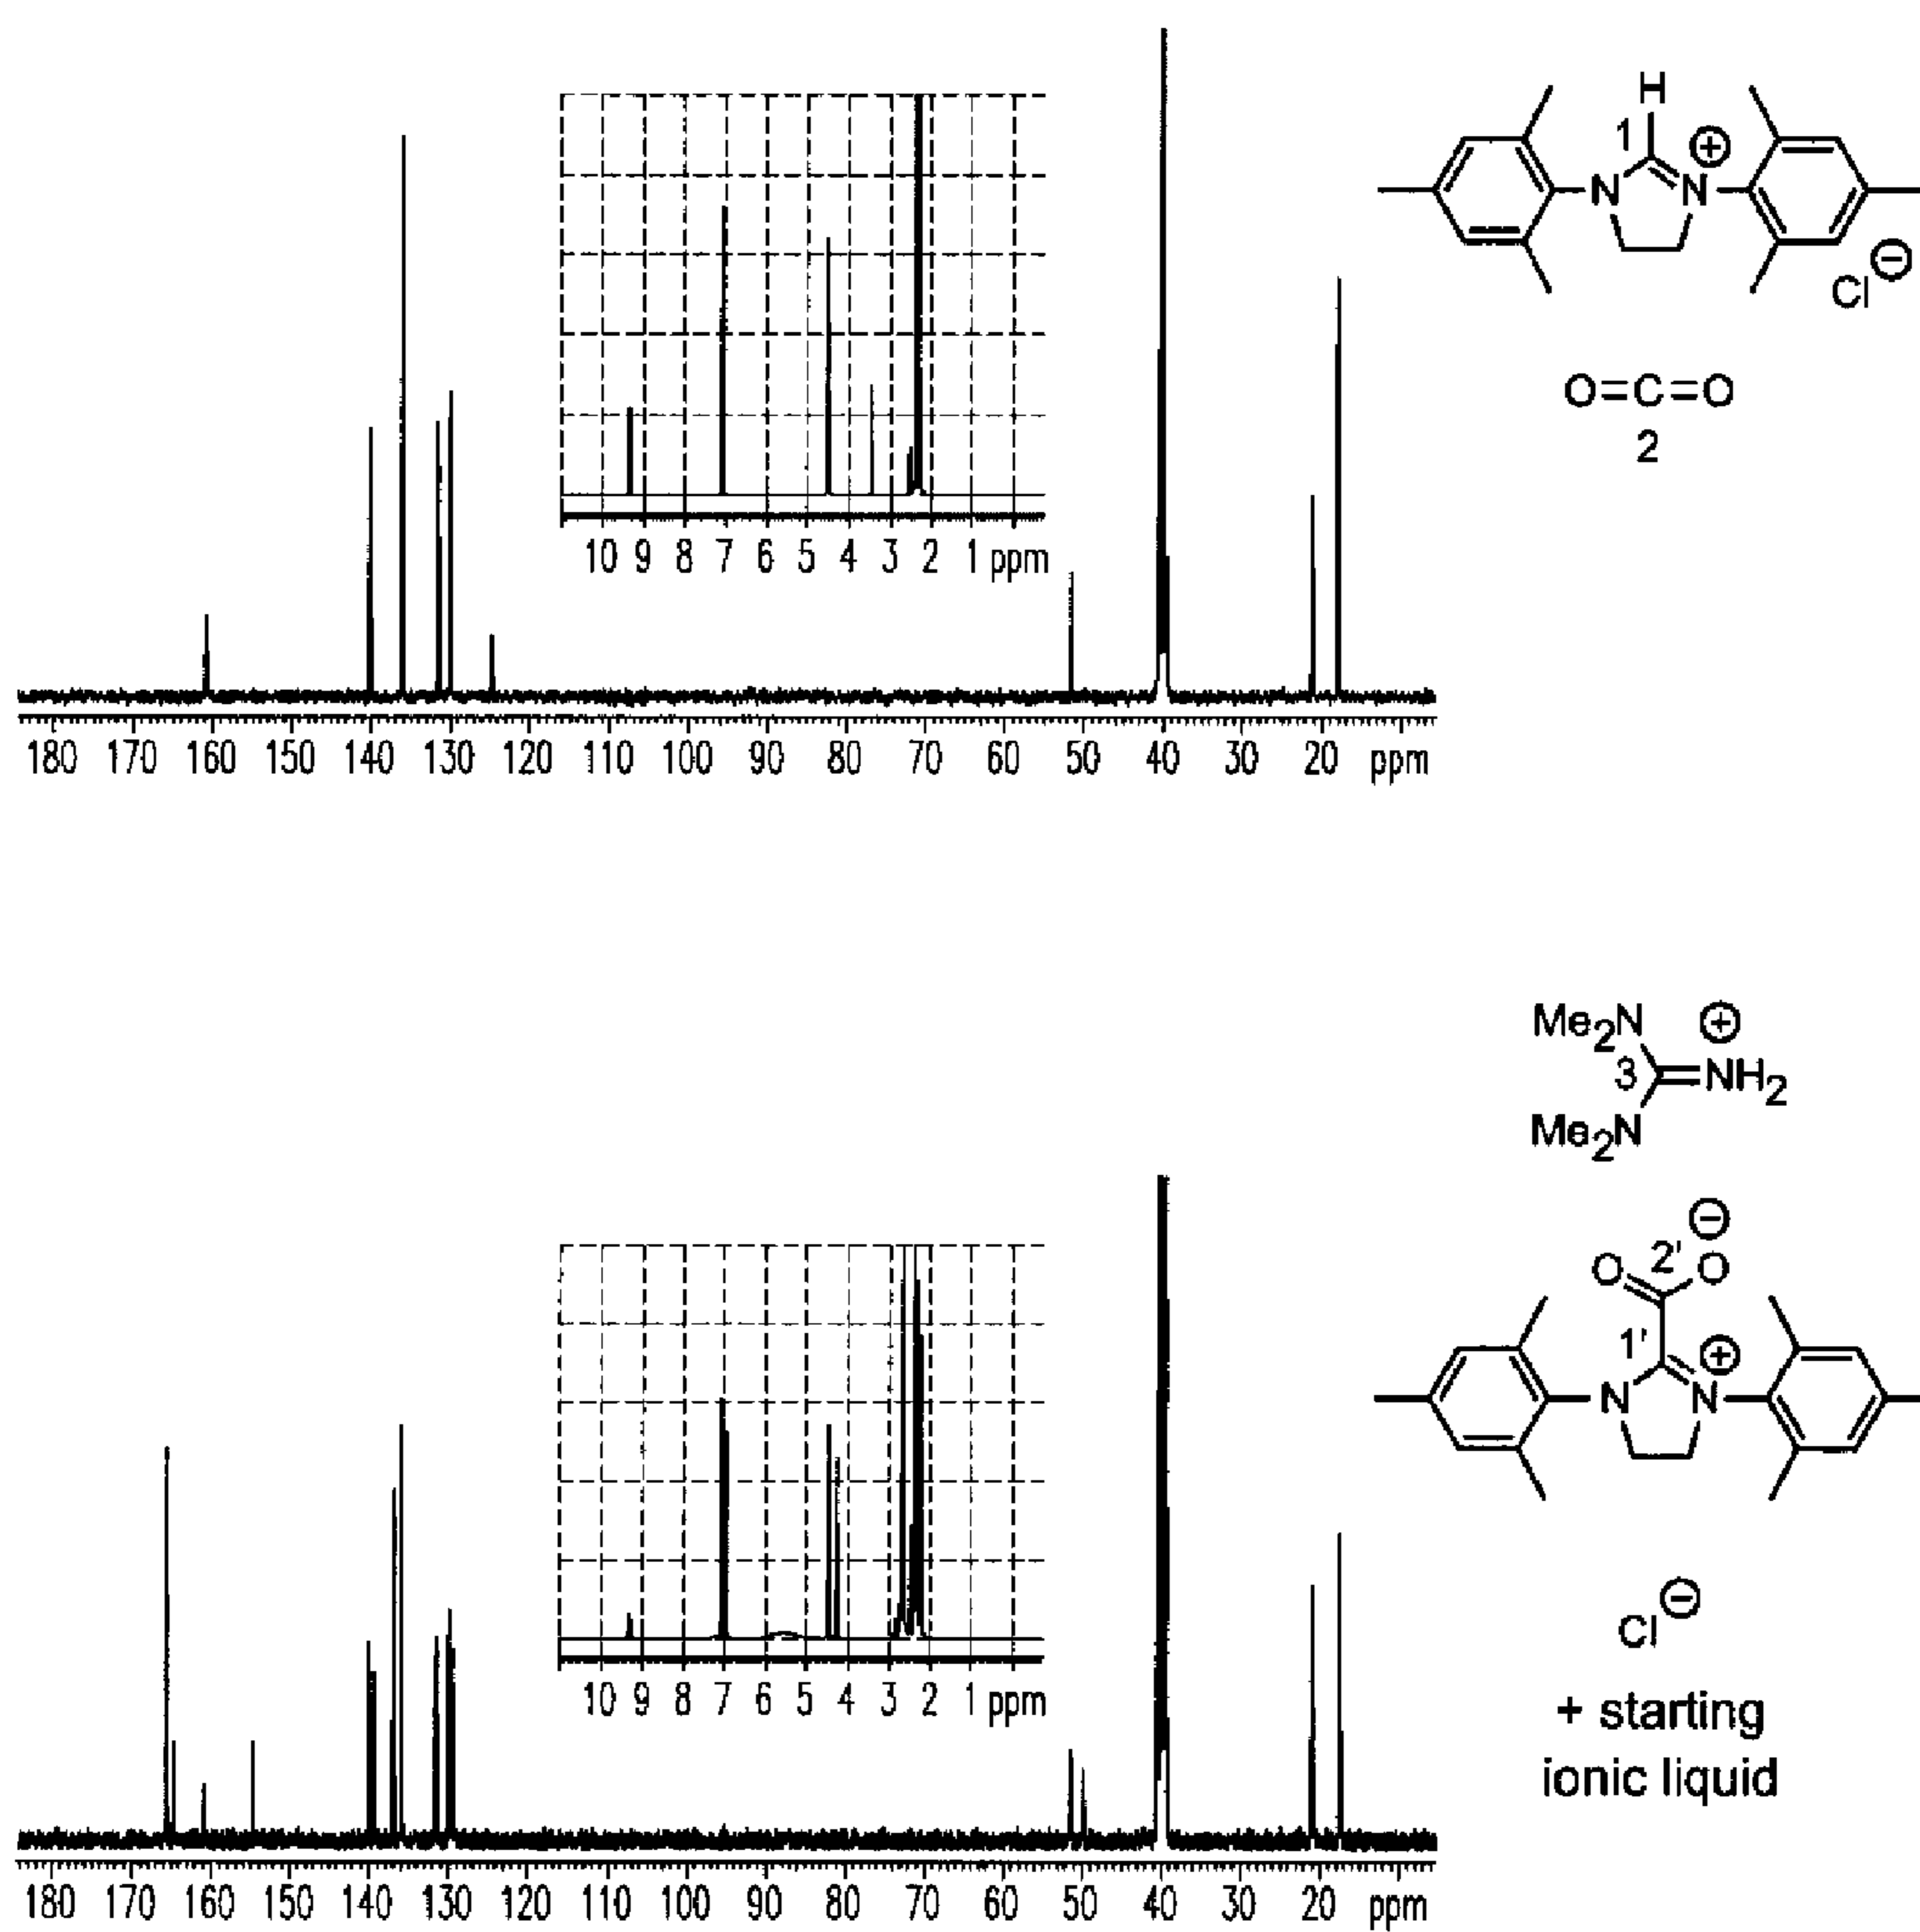 10 9 8 7 6 5 4 3 2 1 ppm
180 170 160 150 140 130 120 110 100 90 80 70 60 50 40 30 20 ppm
H
1 ⊕
N N
Cl⊖
O=C=O
2
10 9 8 7 6 5 4 3 2 1 ppm
180 170 160 150 140 130 120 110 100 90 80 70 60 50 40 30 20 ppm
Me2N ⊕
3 NH2
Me2N
⊖
O 2' O
1' ⊕
N N
Cl⊖
+ starting
ionic liquid